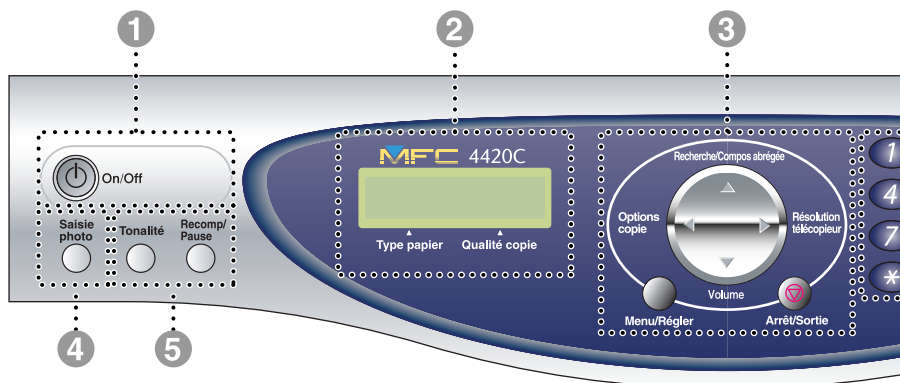 1 2 3
MFC 4420C
On/Off
Saisie
photo
Tonalité
Recomp/
Pause
Type papier
Qualité copie
Recherche/Compos abrégée
Options
copie
Résolution
télécopieur
Volume
Menu/Régler
Arrêt/Sortie
1
4
7
*
4 5